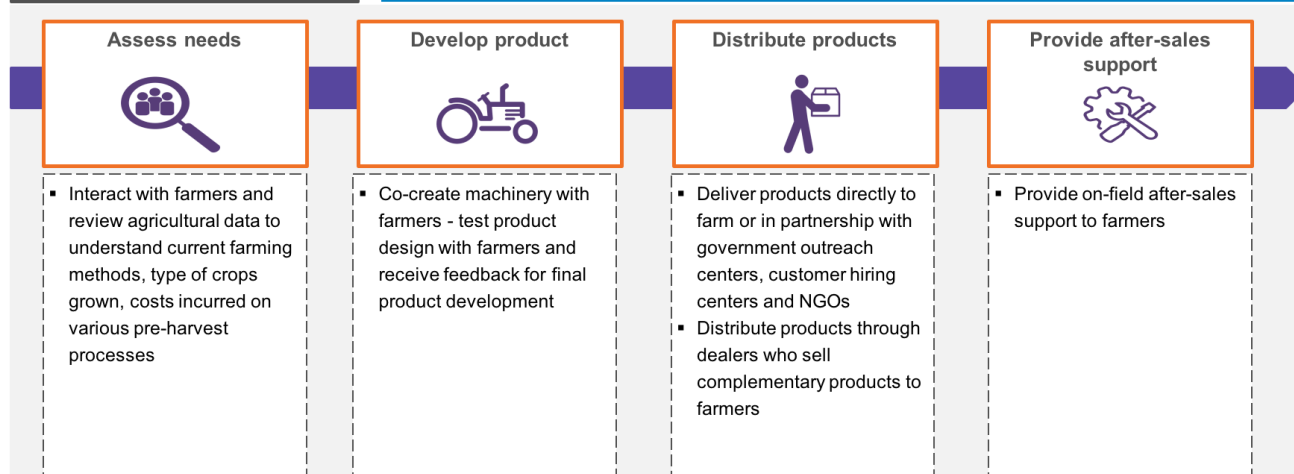 Assess needs
▪ Interact with farmers and
review agricultural data to
understand current farming
methods, type of crops
grown, costs incurred on
various pre-harvest
processes
Develop product
▪ Co-create machinery with
farmers - test product
design with farmers and
receive feedback for final
product development
Distribute products
▪ Deliver products directly to
farm or in partnership with
government outreach
centers, customer hiring
centers and NGOs
▪ Distribute products through
dealers who sell
complementary products to
farmers
Provide after-sales
support
▪ Provide on-field after-sales
support to farmers